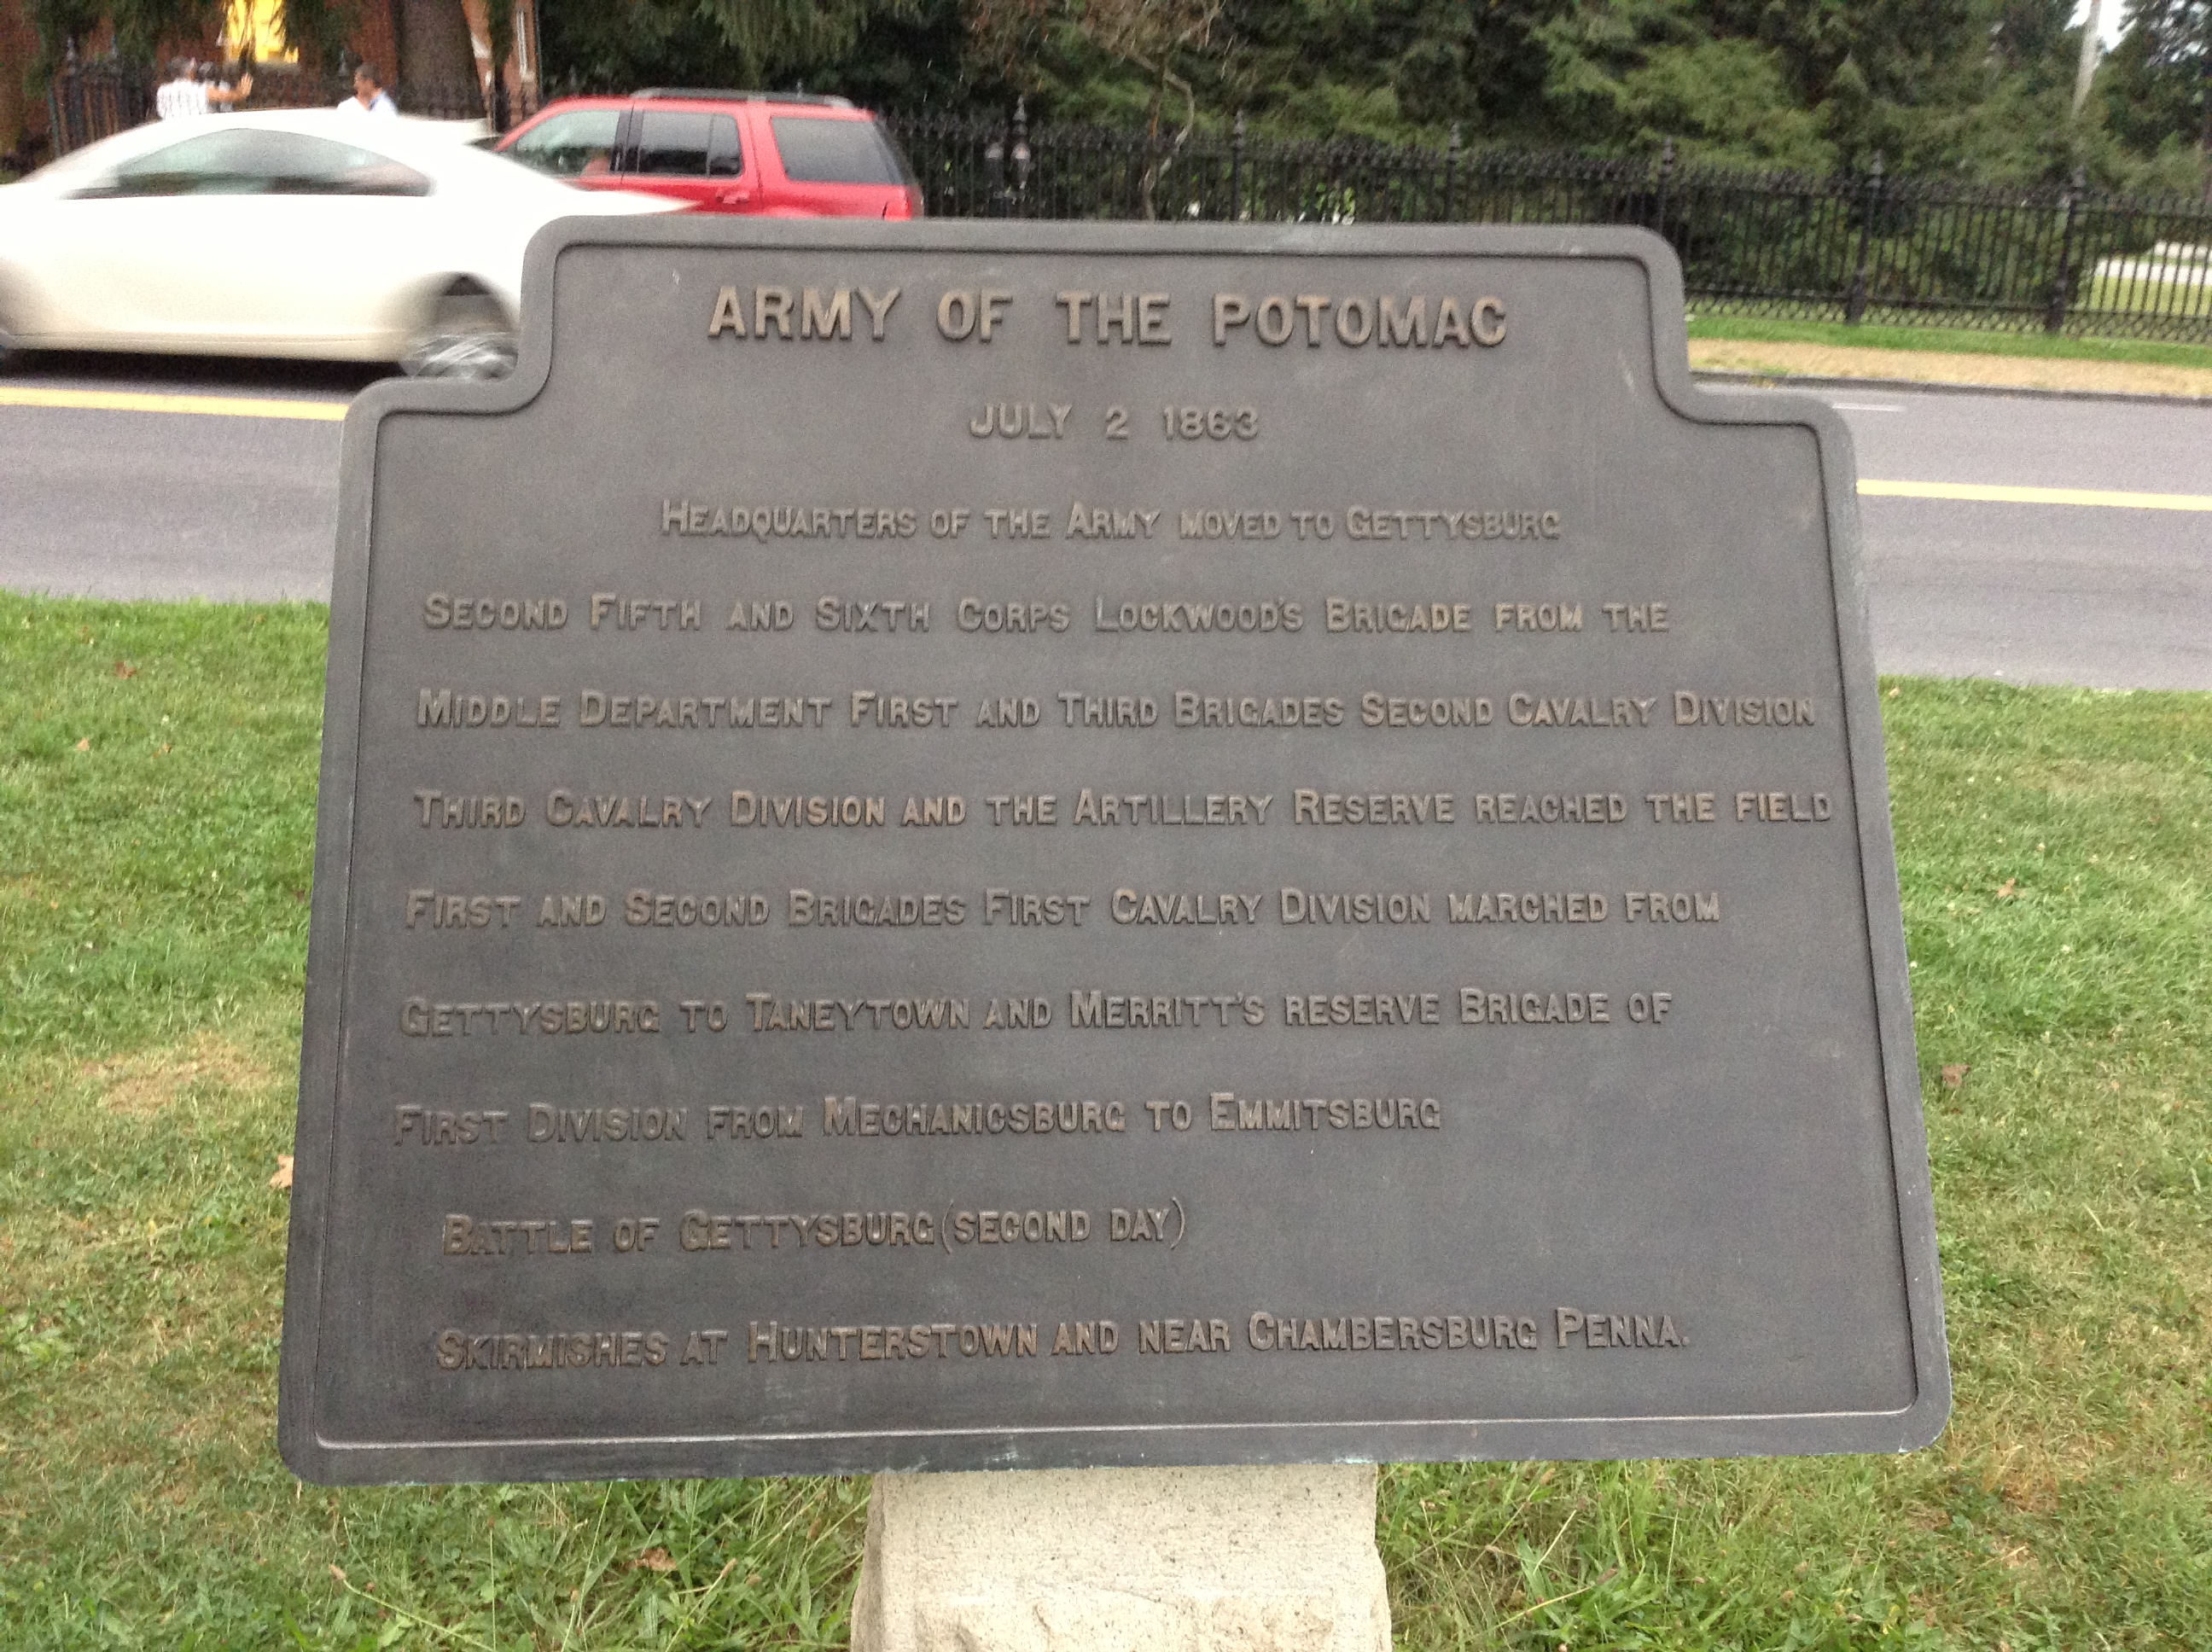 ARMY OF THE POTOMAC
JULY 2 1863
HEADQUARTERS OF THE ARMY MOVED TO GETTYSBURG
SECOND FIFTH AND SIXTH CORPS LOCKWOOD'S BRIGADE FROM THE
MIDDLE DEPARTMENT FIRST AND THIRD BRIGADES SECOND CAVALRY DIVISION
THIRD CAVALRY DIVISION AND THE ARTILLERY RESERVE REACHED THE FIELD
FIRST AND SECOND BRIGADES FIRST CAVALRY DIVISION MARCHED FROM
GETTYSBURG TO TANEYTOWN AND MERRITT'S RESERVE BRIGADE OF
FIRST DIVISION FROM MECHANICSBURG TO EMMITSBURG
BATTLE OF GETTYSBURG (SECOND DAY)
SKIRMISHES AT HUNTERSTOWN AND NEAR CHAMBERSBURG PENNA.